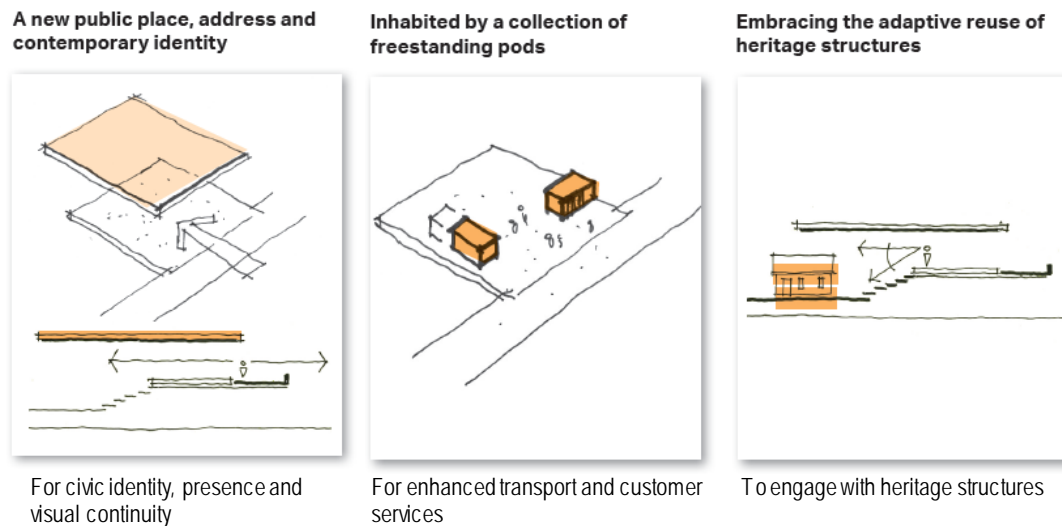 A new public place, address and
contemporary identity
Inhabited by a collection of
freestanding pods
Embracing the adaptive reuse of
heritage structures
For civic identity, presence and
visual continuity
For enhanced transport and customer
services
To engage with heritage structures